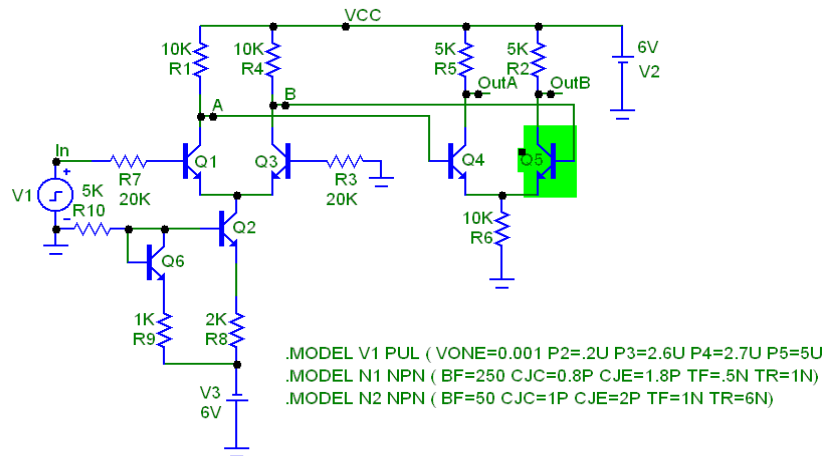 VCC
10K
R1
10K
R4
5K
R5
5K
R2
6V
V2
OutA
OutB
A
B
In
Q1
Q3
Q4
Q5
R7
20K
R3
20K
V1
5K
R10
Q2
10K
R6
Q6
1K
R9
2K
R8
V3
6V
.MODEL V1 PUL ( VONE=0.001 P2=.2U P3=2.6U P4=2.7U P5=5U
.MODEL N1 NPN ( BF=250 CJC=0.8P CJE=1.8P TF=.5N TR=1N)
.MODEL N2 NPN ( BF=50 CJC=1P CJE=2P TF=1N TR=6N)